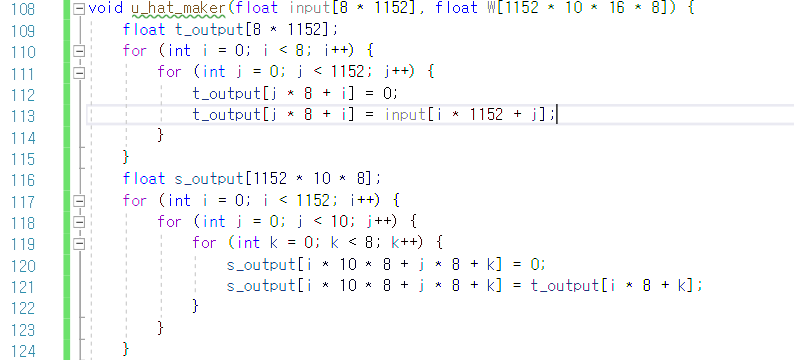 108 void u_hat_maker(float input[8 * 1152], float W[1152 * 10 * 16 * 8]) {
109     float t_output[8 * 1152];
110     for (int i = 0; i < 8; i++) {
111         for (int j = 0; j < 1152; j++) {
112             t_output[j * 8 + i] = 0;
113             t_output[j * 8 + i] = input[i * 1152 + j];
114         }
115     }
116     float s_output[1152 * 10 * 8];
117     for (int i = 0; i < 1152; i++) {
118         for (int j = 0; j < 10; j++) {
119             for (int k = 0; k < 8; k++) {
120                 s_output[i * 10 * 8 + j * 8 + k] = 0;
121                 s_output[i * 10 * 8 + j * 8 + k] = t_output[i * 8 + k];
122             }
123         }
124     }